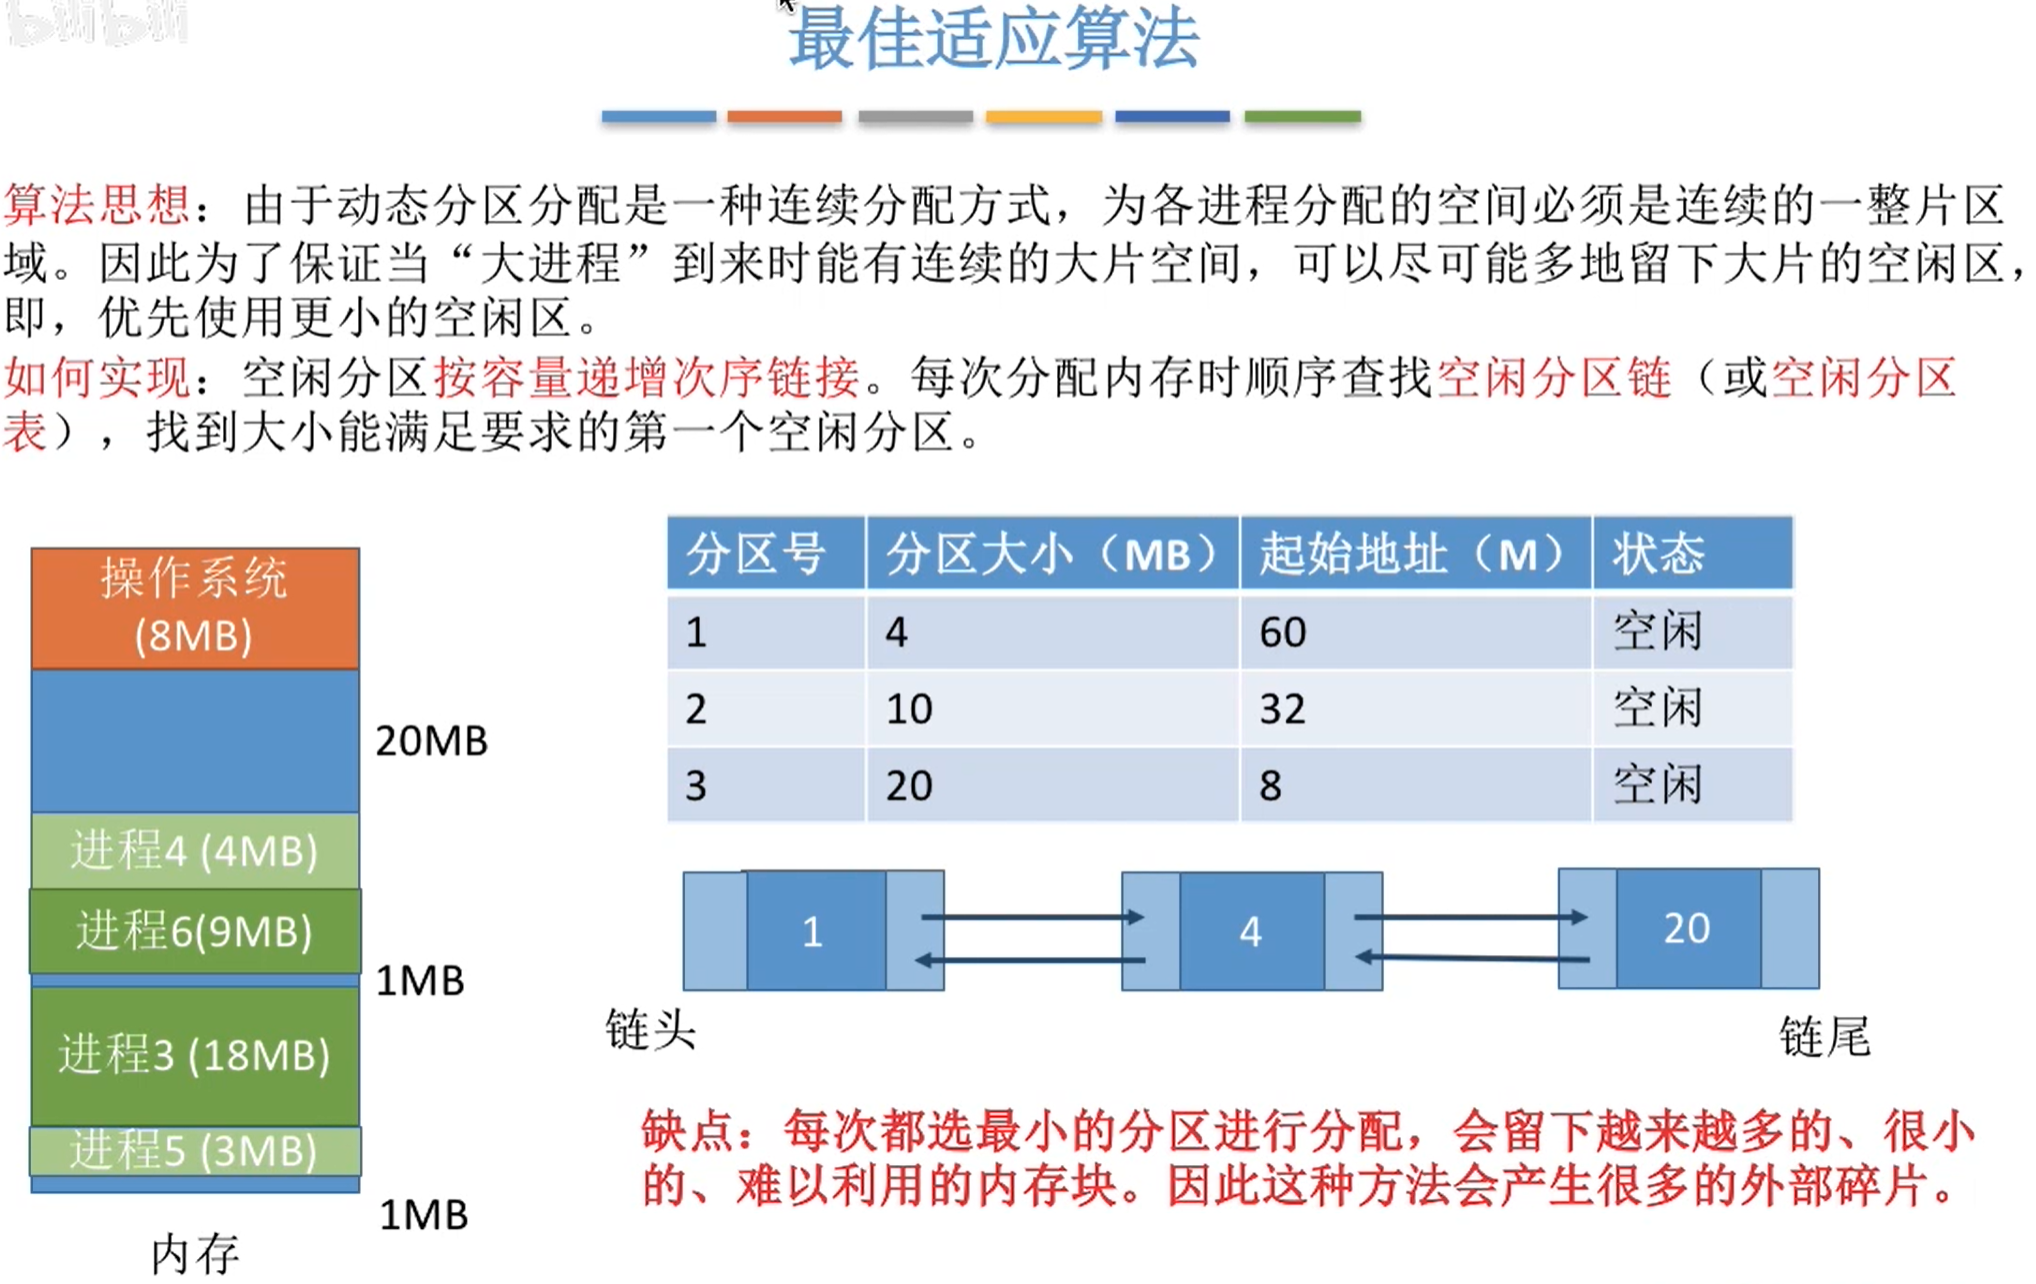 bilibili
最佳适应算法
算法思想：由于动态分区分配是一种连续分配方式，为各进程分配的空间必须是连续的一整片区
域。因此为了保证当“大进程”到来时能有连续的大片空间，可以尽可能多地留下大片的空闲区，
即，优先使用更小的空闲区。
如何实现：空闲分区按容量递增次序链接。每次分配内存时顺序查找空闲分区链（或空闲分区
表），找到大小能满足要求的第一个空闲分区。
操作系统
(8MB)
20MB
进程4 (4MB)
进程6(9MB)
1MB
进程3 (18MB)
进程5 (3MB)
1MB
内存
分区号 分区大小（MB） 起始地址（M） 状态
1 4 60 空闲
2 10 32 空闲
3 20 8 空闲
1 4 20
链头 链尾
缺点：每次都选最小的分区进行分配，会留下越来越多的、很小
的、难以利用的内存块。因此这种方法会产生很多的外部碎片。